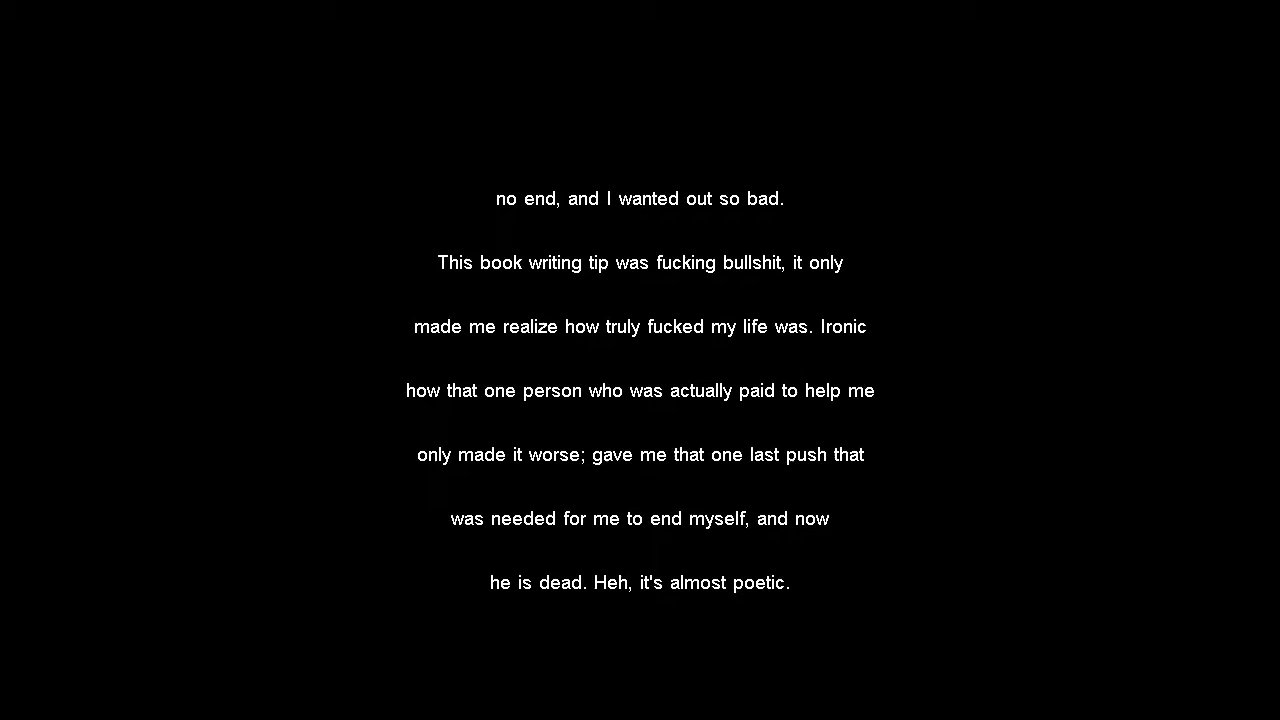 no end, and I wanted out so bad.
This book writing tip was fucking bullshit, it only
made me realize how truly fucked my life was. Ironic
how that one person who was actually paid to help me
only made it worse; gave me that one last push that
was needed for me to end myself, and now
he is dead. Heh, it's almost poetic.